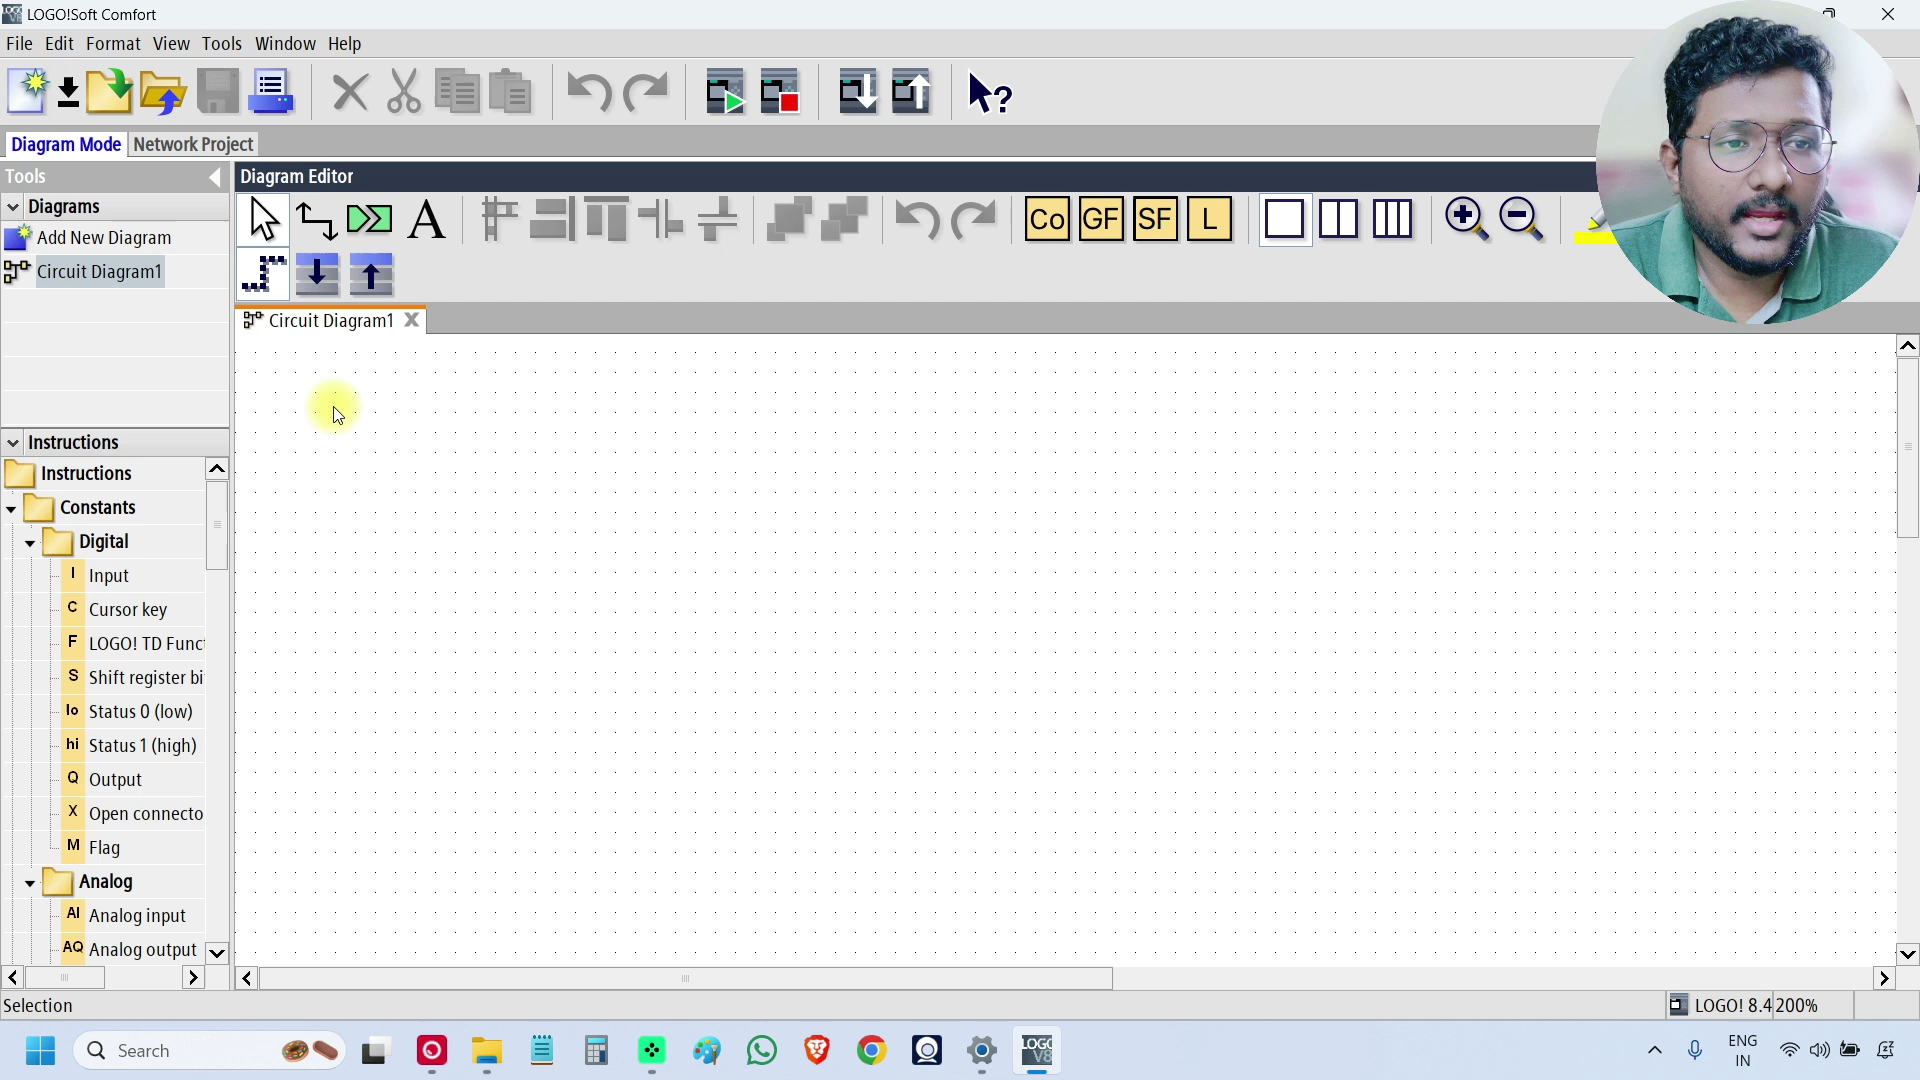 LOGO!Soft Comfort
File Edit Format View Tools Window Help
Diagram Mode Network Project
Tools
Diagrams
Add New Diagram
Circuit Diagram1
Diagram Editor
A Co GF SF L
Circuit Diagram1
Instructions
Instructions
Constants
Digital
I Input
C Cursor key
F LOGO! TD Funct
S Shift register bi
lo Status 0 (low)
hi Status 1 (high)
Q Output
X Open connecto
M Flag
Analog
AI Analog input
AQ Analog output
Selection
LOGO! 8.4 200%
Search
LOGO
V8
ENG
IN